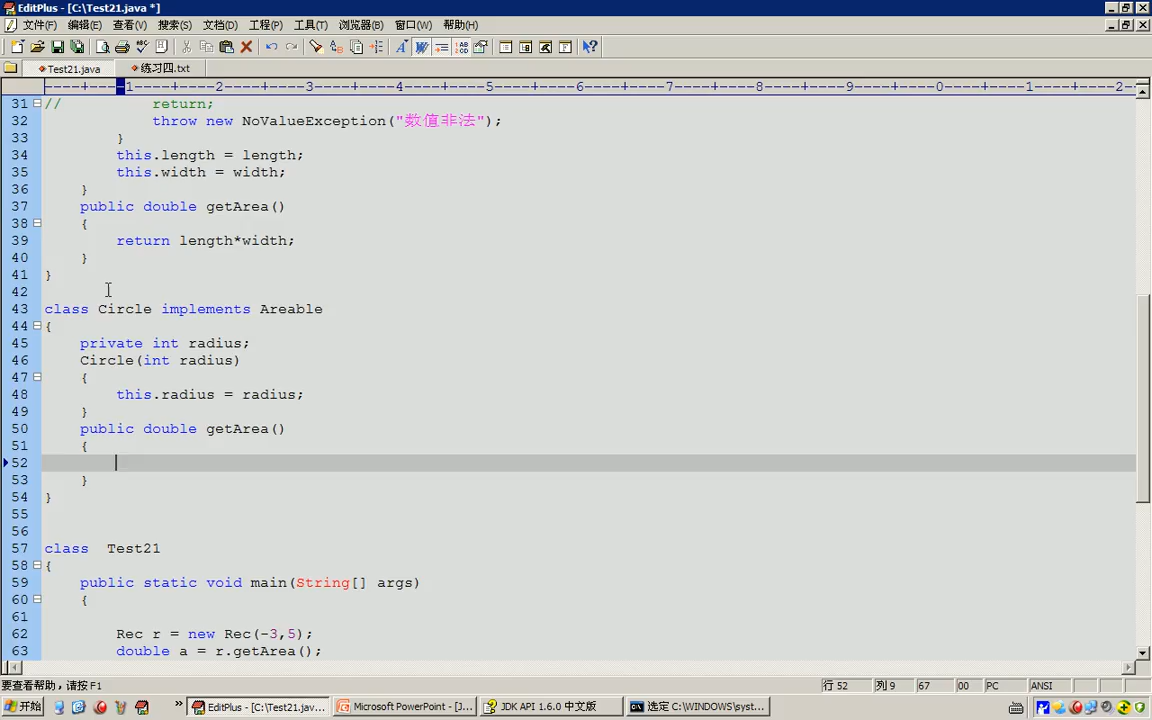 EditPlus - [C:\Test21.java *]
文件(F) 编辑(E) 查看(V) 搜索(S) 文档(D) 工程(P) 工具(T) 浏览器(B) 窗口(W) 帮助(H)
Test21.java 练习四.txt
----+----1----+----2----+----3----+----4----+----5----+----6----+----7----+----8----+----9----+----0----+----1----+----2
31 // return;
32 throw new NoValueException("数值非法");
33 }
34 this.length = length;
35 this.width = width;
36 }
37 public double getArea()
38 {
39 return length*width;
40 }
41 }
42
43 class Circle implements Areable
44 {
45 private int radius;
46 Circle(int radius)
47 {
48 this.radius = radius;
49 }
50 public double getArea()
51 {
52
53 }
54 }
55
56
57 class Test21
58 {
59 public static void main(String[] args)
60 {
61
62 Rec r = new Rec(-3,5);
63 double a = r.getArea();
要查看帮助，请按 F1 行 52 列 9 67 00 PC ANSI
开始 » EditPlus - [C:\Test21.java... Microsoft PowerPoint - [J... JDK API 1.6.0 中文版 选定 C:\WINDOWS\syst...